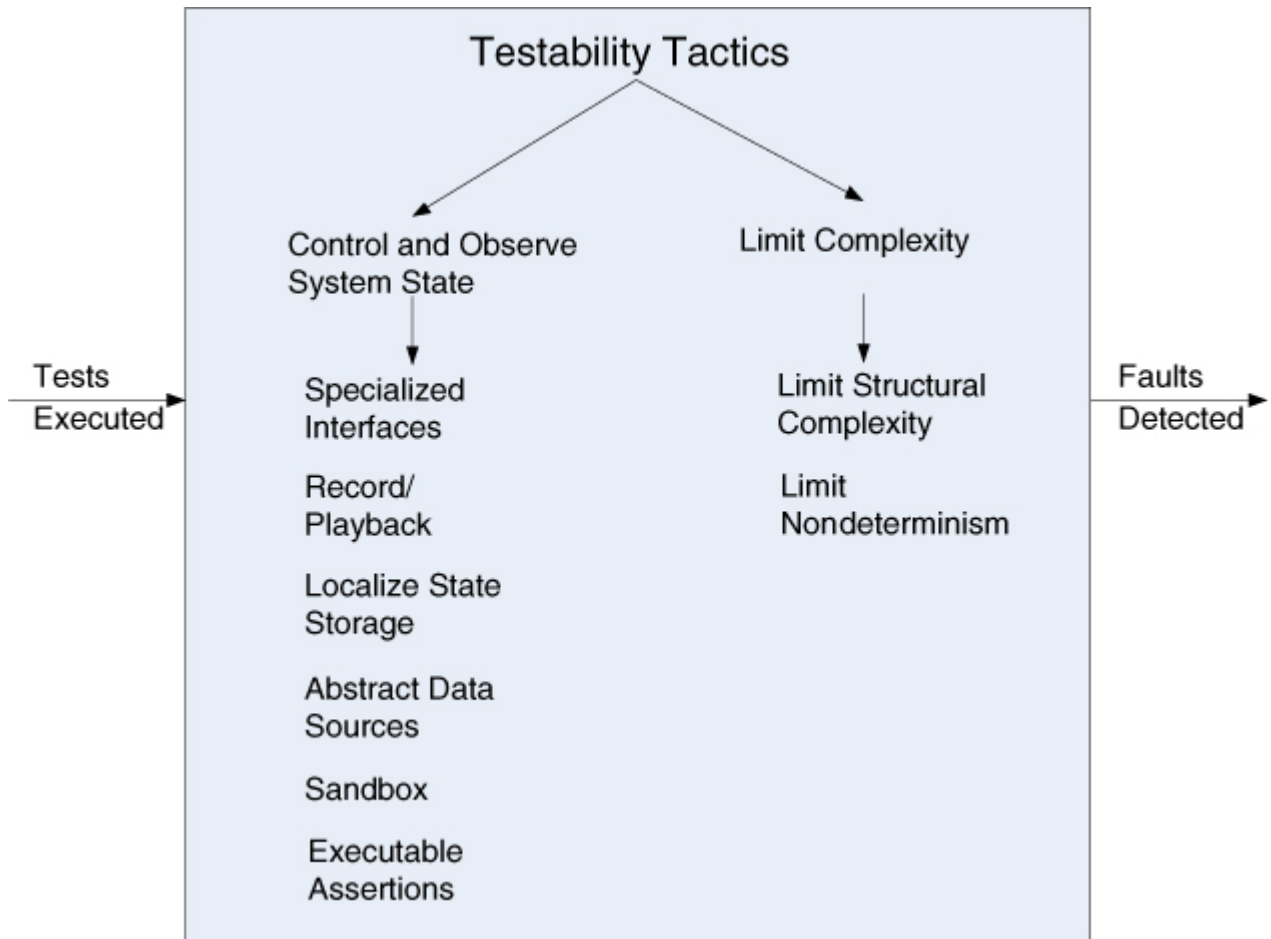 Testability Tactics
Control and Observe
System State
Limit Complexity
Tests
Executed
Specialized
Interfaces
Record/
Playback
Localize State
Storage
Abstract Data
Sources
Sandbox
Executable
Assertions
Limit Structural
Complexity
Limit
Nondeterminism
Faults
Detected